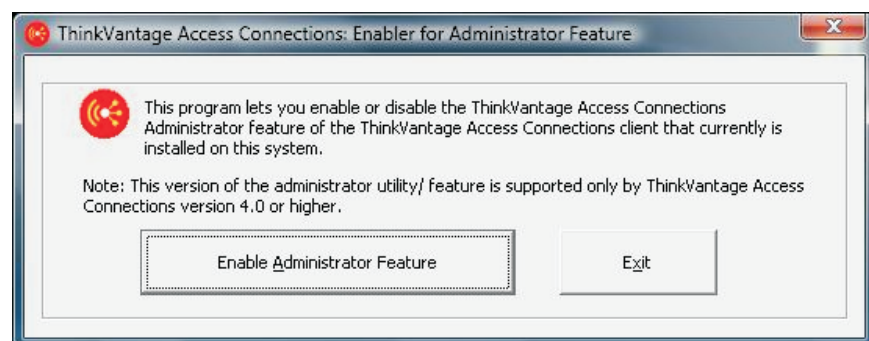 ThinkVantage Access Connections: Enabler for Administrator Feature
This program lets you enable or disable the ThinkVantage Access Connections
Administrator feature of the ThinkVantage Access Connections client that currently is
installed on this system.
Note: This version of the administrator utility/ feature is supported only by ThinkVantage Access
Connections version 4.0 or higher.
Enable Administrator Feature
Exit